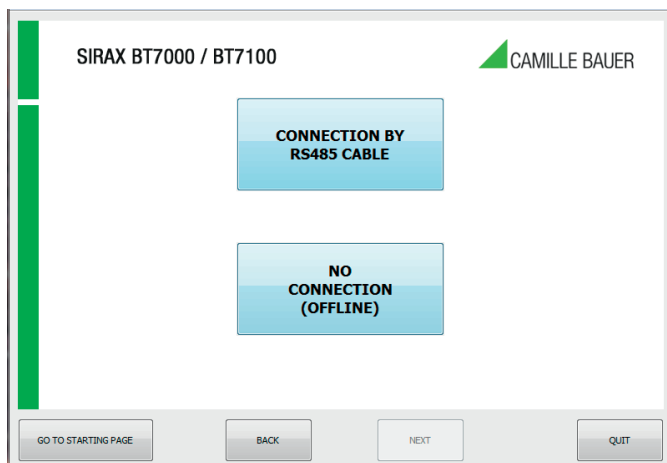 SIRAX BT7000 / BT7100
CAMILLE BAUER
CONNECTION BY
RS485 CABLE
NO
CONNECTION
(OFFLINE)
GO TO STARTING PAGE
BACK
NEXT
QUIT